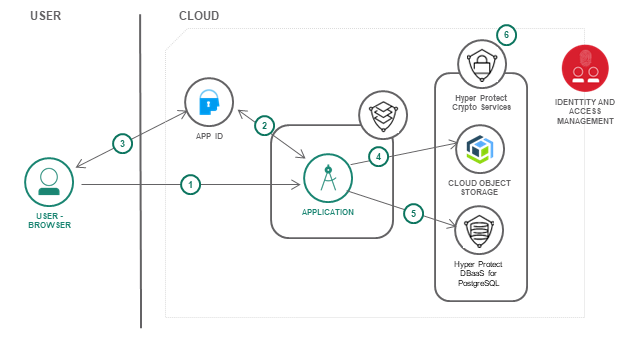 USER
CLOUD
6
Hyper Protect
Crypto Services
IDENTTITY AND
ACCESS
MANAGEMENT
APP ID
2
3
4
CLOUD OBJECT
STORAGE
1
5
APPLICATION
USER -
BROWSER
Hyper Protect
DBaaS for
PostgreSQL